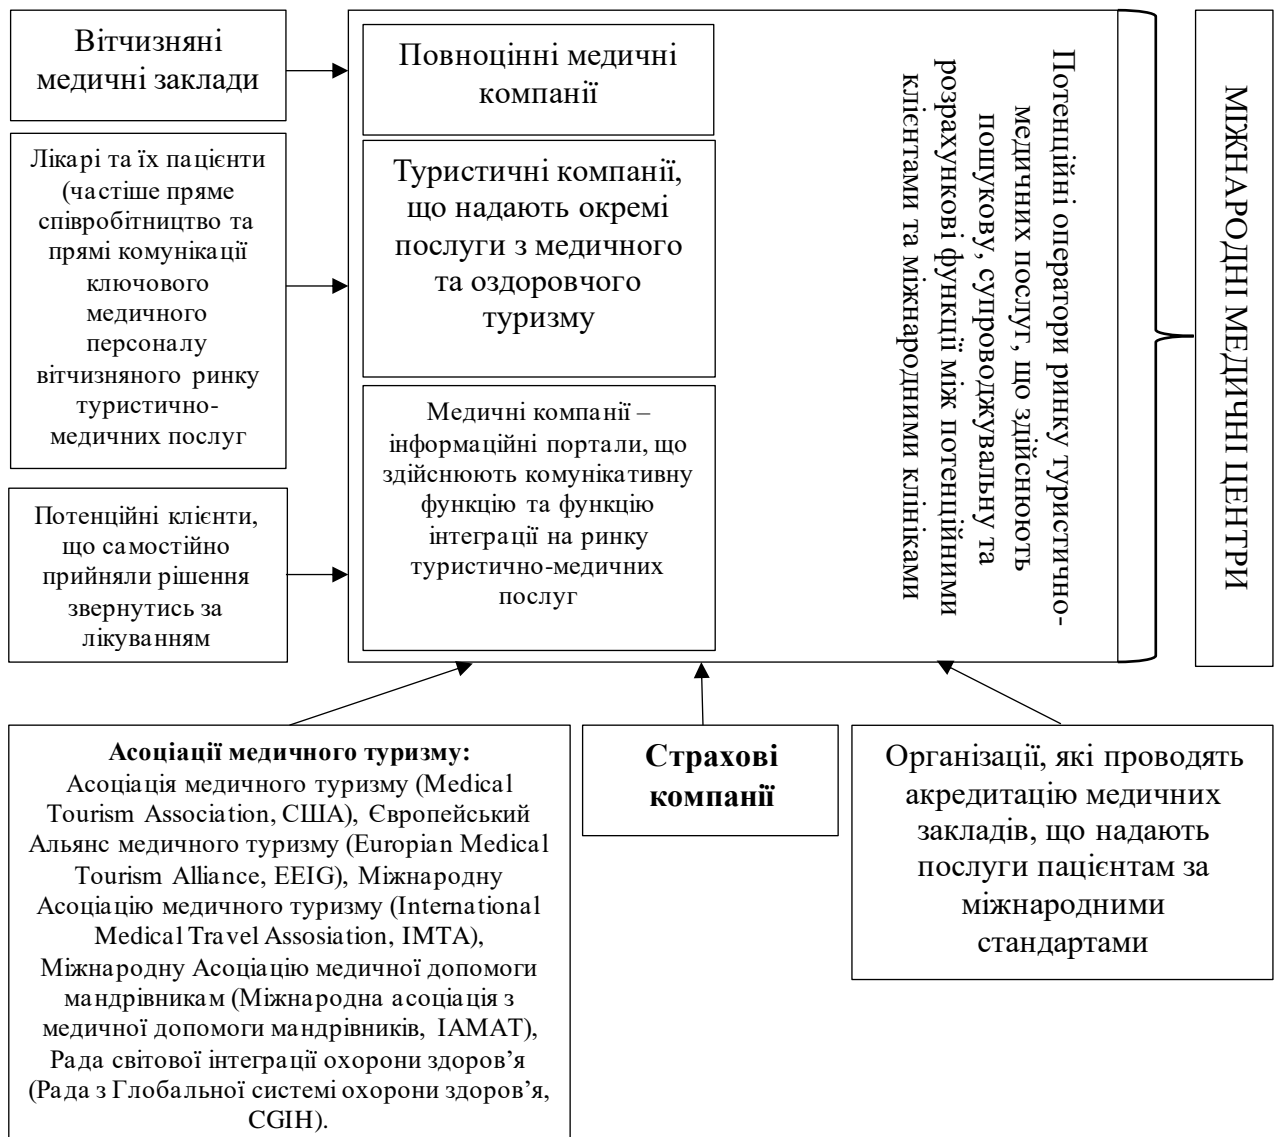 Вітчизняні
медичні заклади
Лікарі та їх пацієнти
(частіше пряме
співробітництво та
прямі комунікації
ключового
медичного
персоналу
вітчизняного ринку
туристично-
медичних послуг
Потенційні клієнти,
що самостійно
прийняли рішення
звернутись за
лікуванням
Повноцінні медичні
компанії
Туристичні компанії,
що надають окремі
послуги з медичного
та оздоровчого
туризму
Медичні компанії –
інформаційні портали, що
здійснюють комунікативну
функцію та функцію
інтеграції на ринку
туристично-медичних
послуг
Потенційні оператори ринку туристично-
медичних послуг, що здійснюють
пошукову, супроводжувальну та
розрахункові функції між потенційними
клієнтами та міжнародними клініками
МІЖНАРОДНІ МЕДИЧНІ ЦЕНТРИ
Асоціації медичного туризму:
Асоціація медичного туризму (Medical
Tourism Association, США), Європейський
Альянс медичного туризму (Europian Medical
Tourism Alliance, EEIG), Міжнародну
Асоціацію медичного туризму (International
Medical Travel Assosiation, IMTA),
Міжнародну Асоціацію медичної допомоги
мандрівникам (Міжнародна асоціація з
медичної допомоги мандрівників, IAMAT),
Рада світової інтеграції охорони здоров’я
(Рада з Глобальної системі охорони здоров’я,
CGIH).
Страхові
компанії
Організації, які проводять
акредитацію медичних
закладів, що надають
послуги пацієнтам за
міжнародними
стандартами